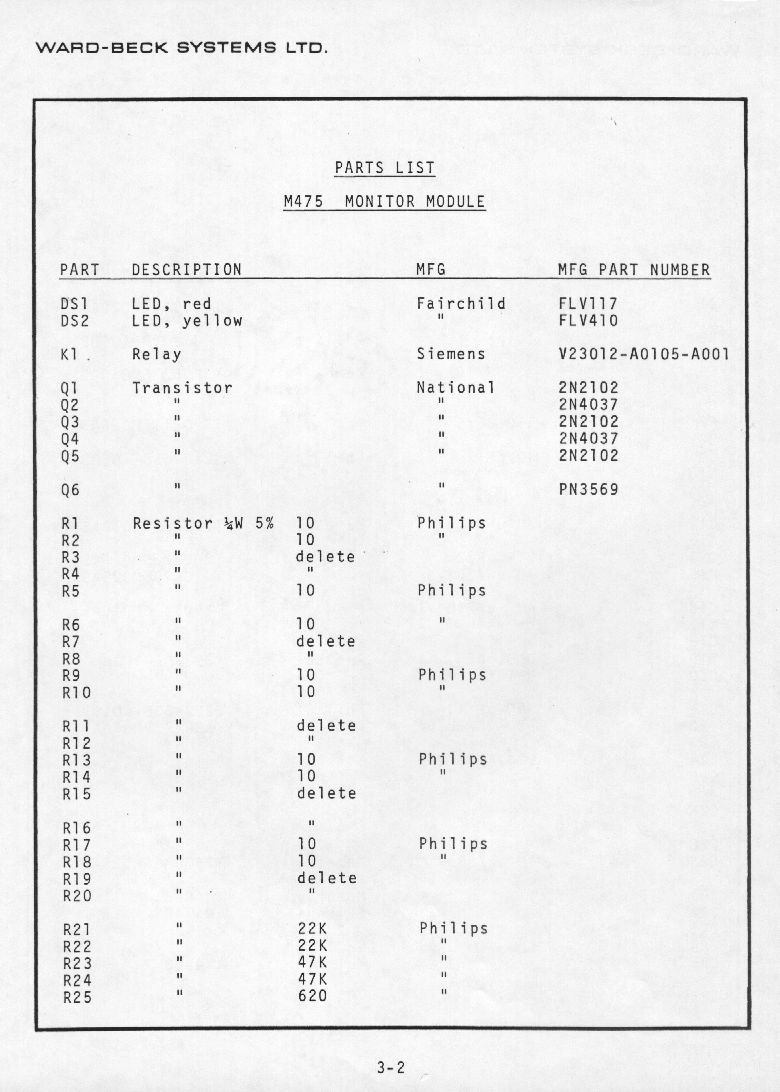 WARD-BECK SYSTEMS LTD.
PARTS LIST
M475 MONITOR MODULE
PART DESCRIPTION MFG MFG PART NUMBER
DS1 LED, red Fairchild FLV117
DS2 LED, yellow " FLV410
K1 Relay Siemens V23012-A0105-A001
Q1 Transistor National 2N2102
Q2 " " 2N4037
Q3 " " 2N2102
Q4 " " 2N4037
Q5 " " 2N2102
Q6 " " PN3569
R1 Resistor ¼W 5% 10 Philips
R2 " 10 "
R3 " delete
R4 " "
R5 " 10 Philips
R6 " 10 "
R7 " delete
R8 " "
R9 " 10 Philips
R10 " 10 "
R11 " delete
R12 " "
R13 " 10 Philips
R14 " 10 "
R15 " delete
R16 " "
R17 " 10 Philips
R18 " 10 "
R19 " delete
R20 " "
R21 " 22K Philips
R22 " 22K "
R23 " 47K "
R24 " 47K "
R25 " 620 "
3-2